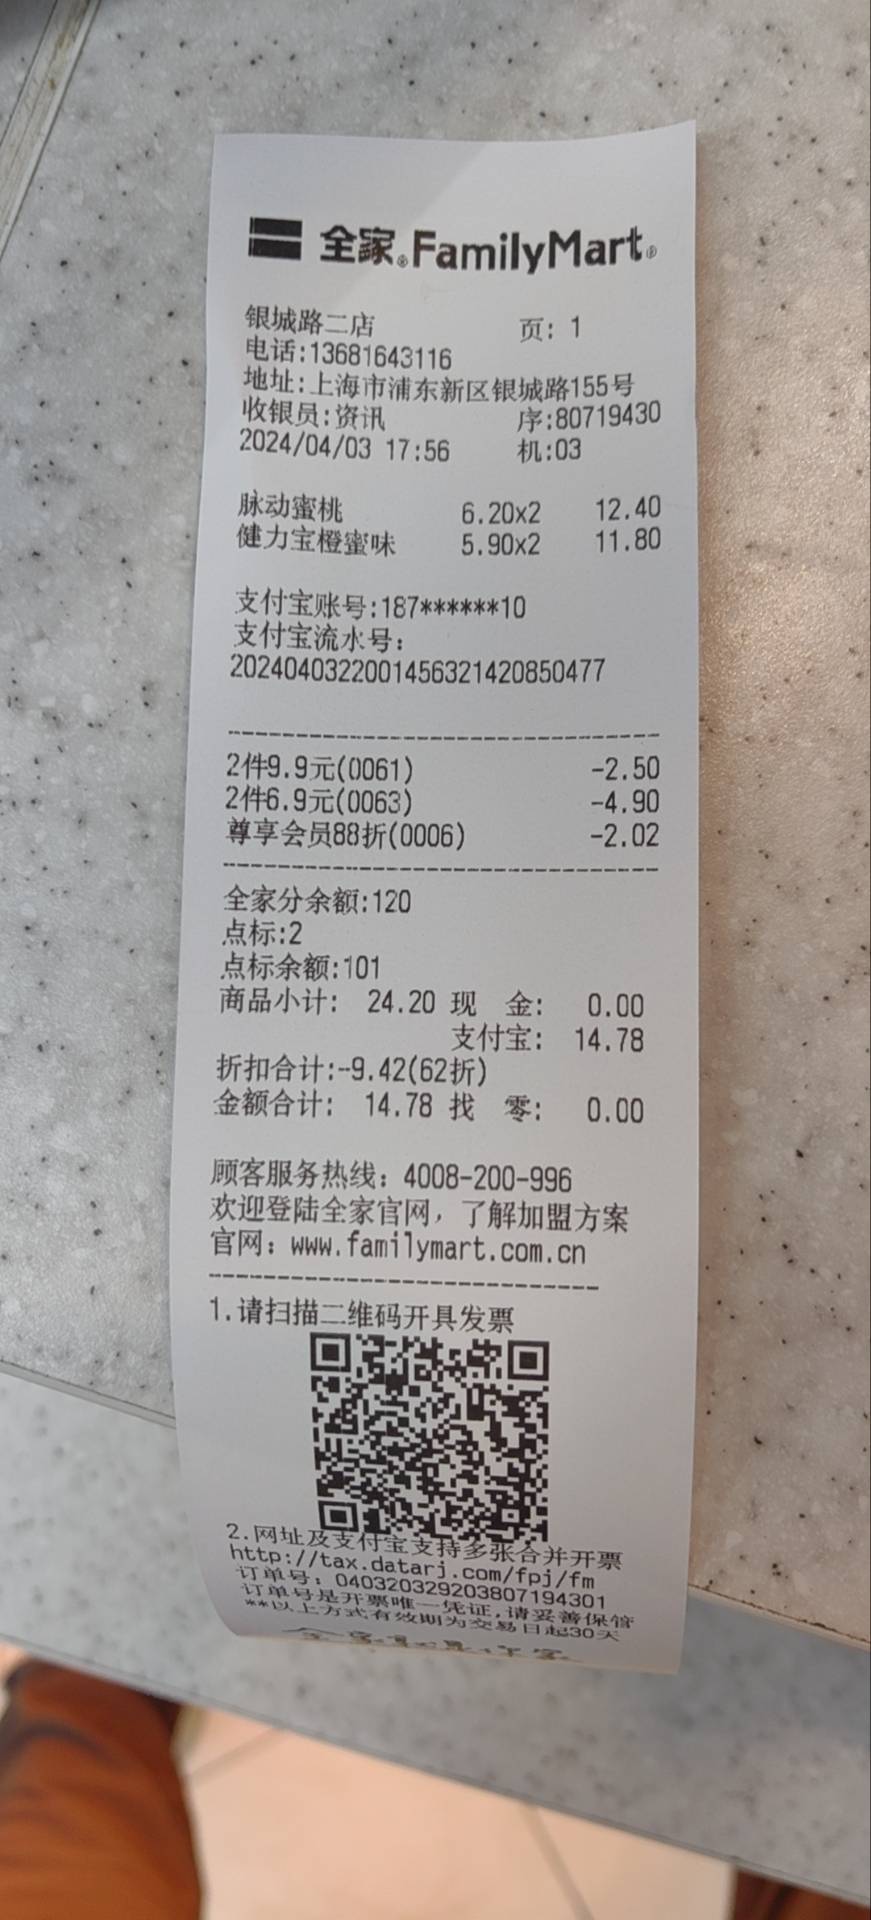 全家®FamilyMart®
银城路二店 页: 1
电话:13681643116
地址:上海市浦东新区银城路155号
收银员:资讯 序:80719430
2024/04/03 17:56 机:03
脉动蜜桃 6.20x2 12.40
健力宝橙蜜味 5.90x2 11.80
支付宝账号:187******10
支付宝流水号:
2024040322001456321420850477
2件9.9元(0061) -2.50
2件6.9元(0063) -4.90
尊享会员88折(0006) -2.02
全家分余额:120
点标:2
点标余额:101
商品小计: 24.20 现 金: 0.00
支付宝: 14.78
折扣合计:-9.42(62折)
金额合计: 14.78 找 零: 0.00
顾客服务热线: 4008-200-996
欢迎登陆全家官网，了解加盟方案
官网: www.familymart.com.cn
1.请扫描二维码开具发票
2.网址及支付宝支持多张合并开票
http://tax.datarj.com/fpj/fm
订单号: 040320329203807194301
订单号是开票唯一凭证,请妥善保管
**以上方式有效期为交易日起30天